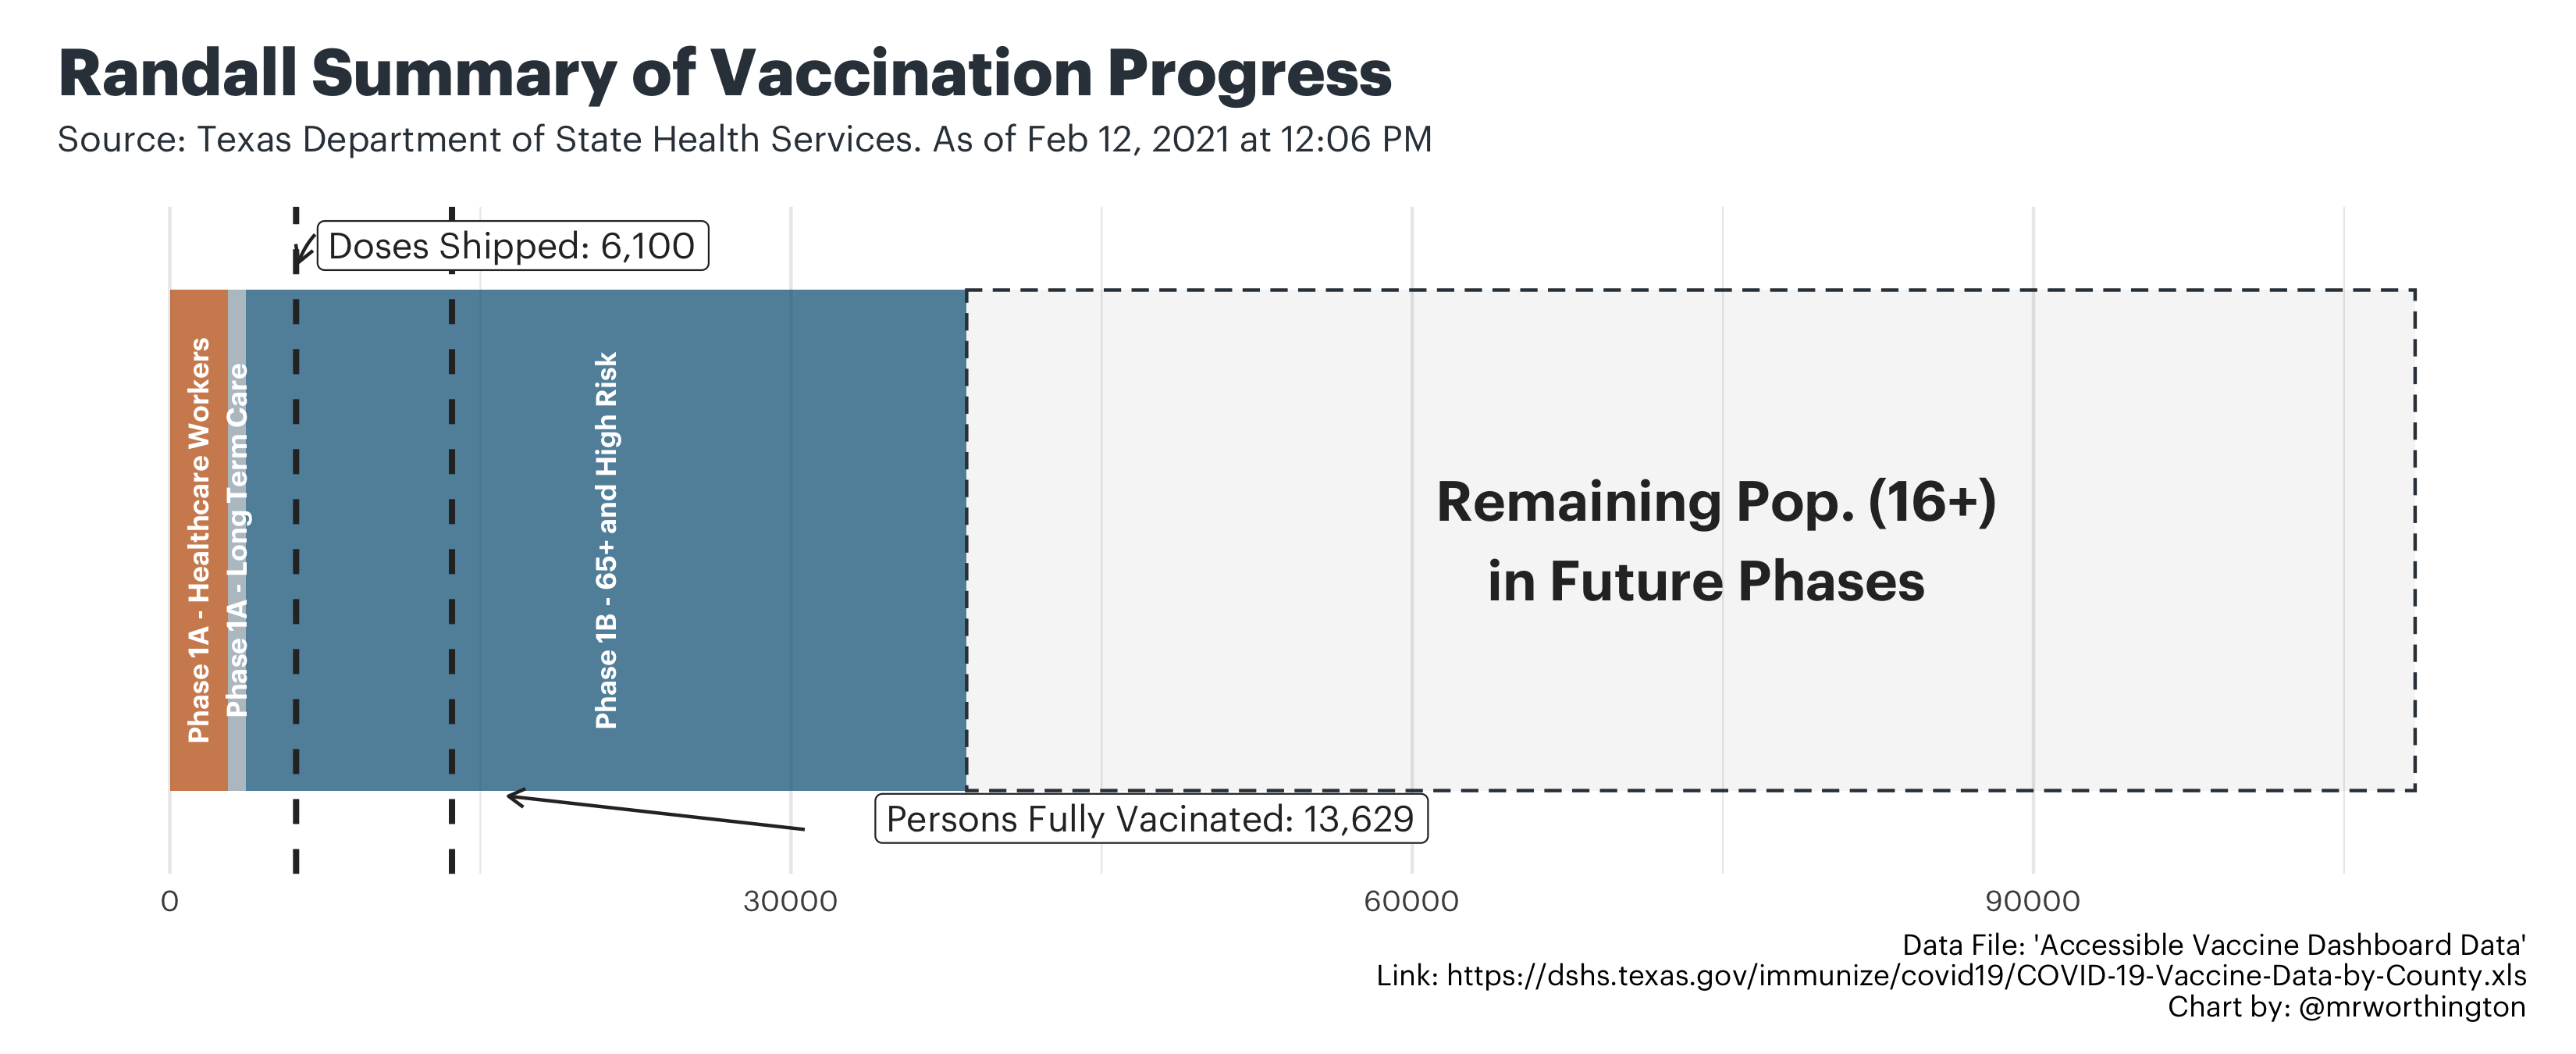 Randall Summary of Vaccination Progress
Source: Texas Department of State Health Services. As of Feb 12, 2021 at 12:06 PM
Doses Shipped: 6,100
Phase 1A - Healthcare Workers
Phase 1A - Long Term Care
Phase 1B - 65+ and High Risk
Remaining Pop. (16+)
in Future Phases
Persons Fully Vacinated: 13,629
0
30000
60000
90000
Data File: 'Accessible Vaccine Dashboard Data'
Link: https://dshs.texas.gov/immunize/covid19/COVID-19-Vaccine-Data-by-County.xls
Chart by: @mrworthington